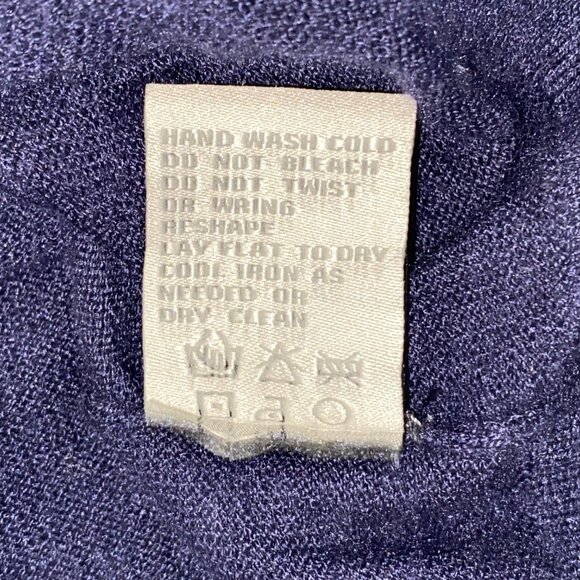 HAND WASH COLD
DO NOT BLEACH
DO NOT TWIST
OR WRING
RESHAPE
LAY FLAT TO DRY
COOL IRON AS
NEEDED OR
DRY CLEAN